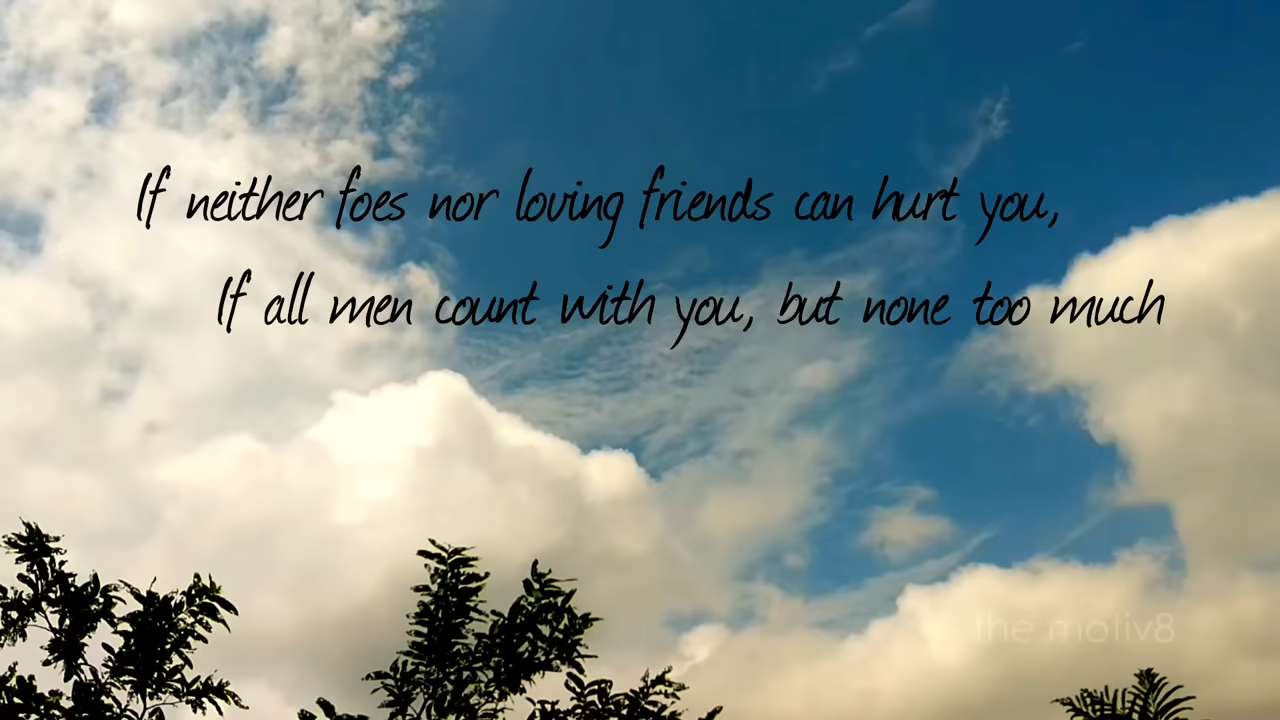 If neither foes nor loving friends can hurt you,
If all men count with you, but none too much
the motiv8